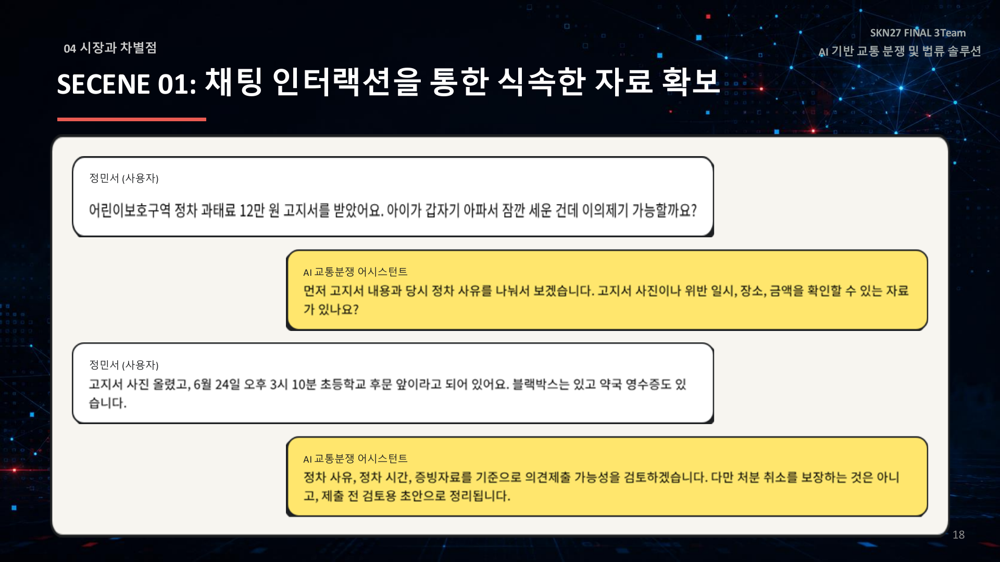 SKN27 FINAL 3Team
04 시장과 차별점
AI 기반 교통 분쟁 및 법류 솔루션
SECENE 01: 채팅 인터랙션을 통한 식속한 자료 확보
정민서 (사용자)
어린이보호구역 정차 과태료 12만 원 고지서를 받았어요. 아이가 갑자기 아파서 잠깐 세운 건데 이의제기 가능할까요?
AI 교통분쟁 어시스턴트
먼저 고지서 내용과 당시 정차 사유를 나눠서 보겠습니다. 고지서 사진이나 위반 일시, 장소, 금액을 확인할 수 있는 자료
가 있나요?
정민서 (사용자)
고지서 사진 올렸고, 6월 24일 오후 3시 10분 초등학교 후문 앞이라고 되어 있어요. 블랙박스는 있고 약국 영수증도 있
습니다.
AI 교통분쟁 어시스턴트
정차 사유, 정차 시간, 증빙자료를 기준으로 의견제출 가능성을 검토하겠습니다. 다만 처분 취소를 보장하는 것은 아니
고, 제출 전 검토용 초안으로 정리됩니다.
18